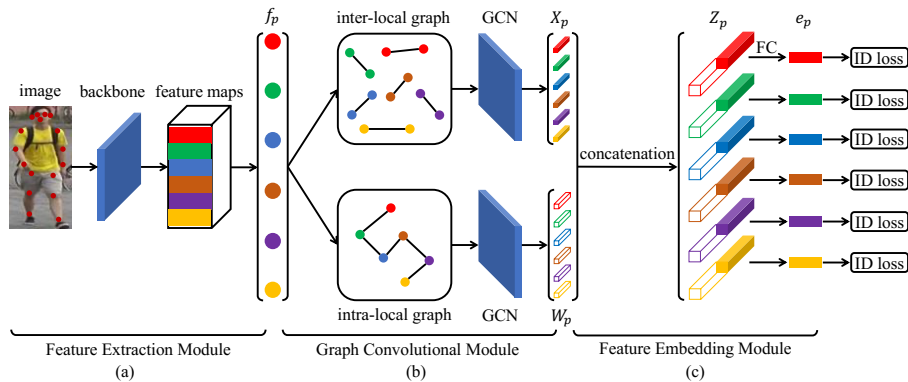 image
backbone
feature maps
f_p
inter-local graph
GCN
X_p
intra-local graph
GCN
W_p
concatenation
Z_p
FC
e_p
ID loss
ID loss
ID loss
ID loss
ID loss
ID loss
Feature Extraction Module
(a)
Graph Convolutional Module
(b)
Feature Embedding Module
(c)